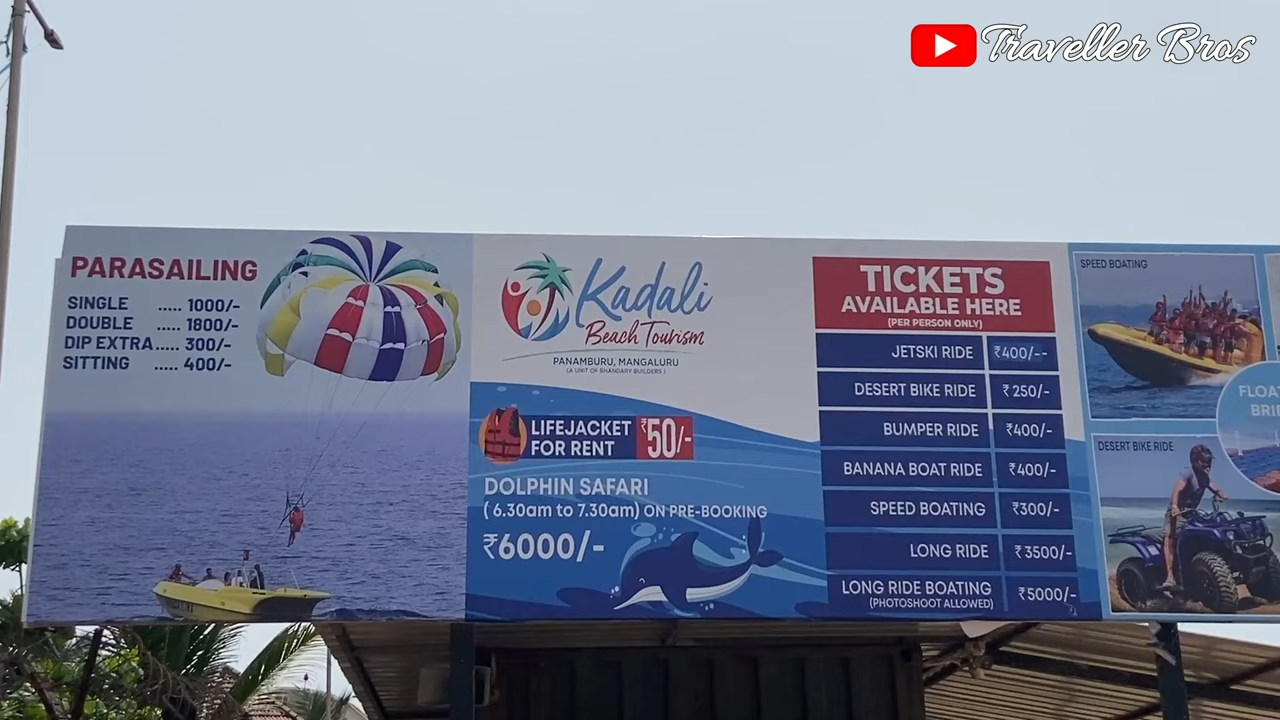 Traveller Bros
PARASAILING
SINGLE ..... 1000/-
DOUBLE ..... 1800/-
DIP EXTRA..... 300/-
SITTING ..... 400/-
Kadali
Beach Tourism
PANAMBURU, MANGALURU
(A UNIT OF BHANDARY BUILDERS)
LIFEJACKET
FOR RENT
₹50/-
DOLPHIN SAFARI
( 6.30am to 7.30am) ON PRE-BOOKING
₹6000/-
TICKETS
AVAILABLE HERE
(PER PERSON ONLY)
JETSKI RIDE ₹400/--
DESERT BIKE RIDE ₹250/-
BUMPER RIDE ₹400/-
BANANA BOAT RIDE ₹400/-
SPEED BOATING ₹300/-
LONG RIDE ₹3500/-
LONG RIDE BOATING ₹5000/-
(PHOTOSHOOT ALLOWED)
SPEED BOATING
DESERT BIKE RIDE